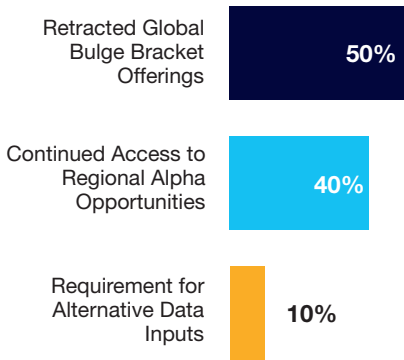 Retracted Global
Bulge Bracket
Offerings
50%
Continued Access to
Regional Alpha
Opportunities
40%
Requirement for
Alternative Data
Inputs
10%